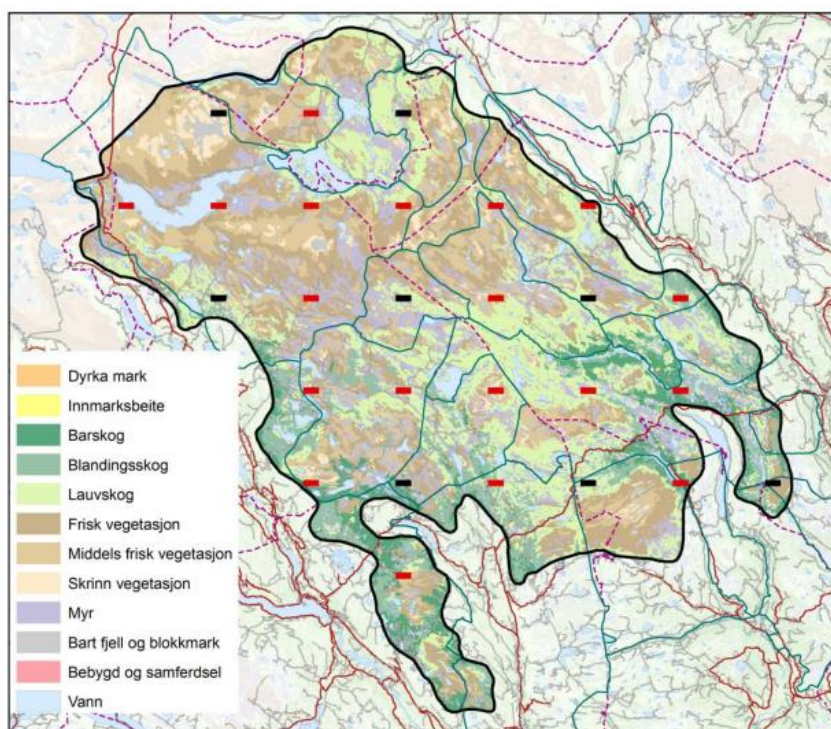 Dyrka mark
Innmarksbeite
Barskog
Blandingsskog
Lauvskog
Frisk vegetasjon
Middels frisk vegetasjon
Skrinn vegetasjon
Myr
Bart fjell og blokkmark
Bebygd og samferdsel
Vann